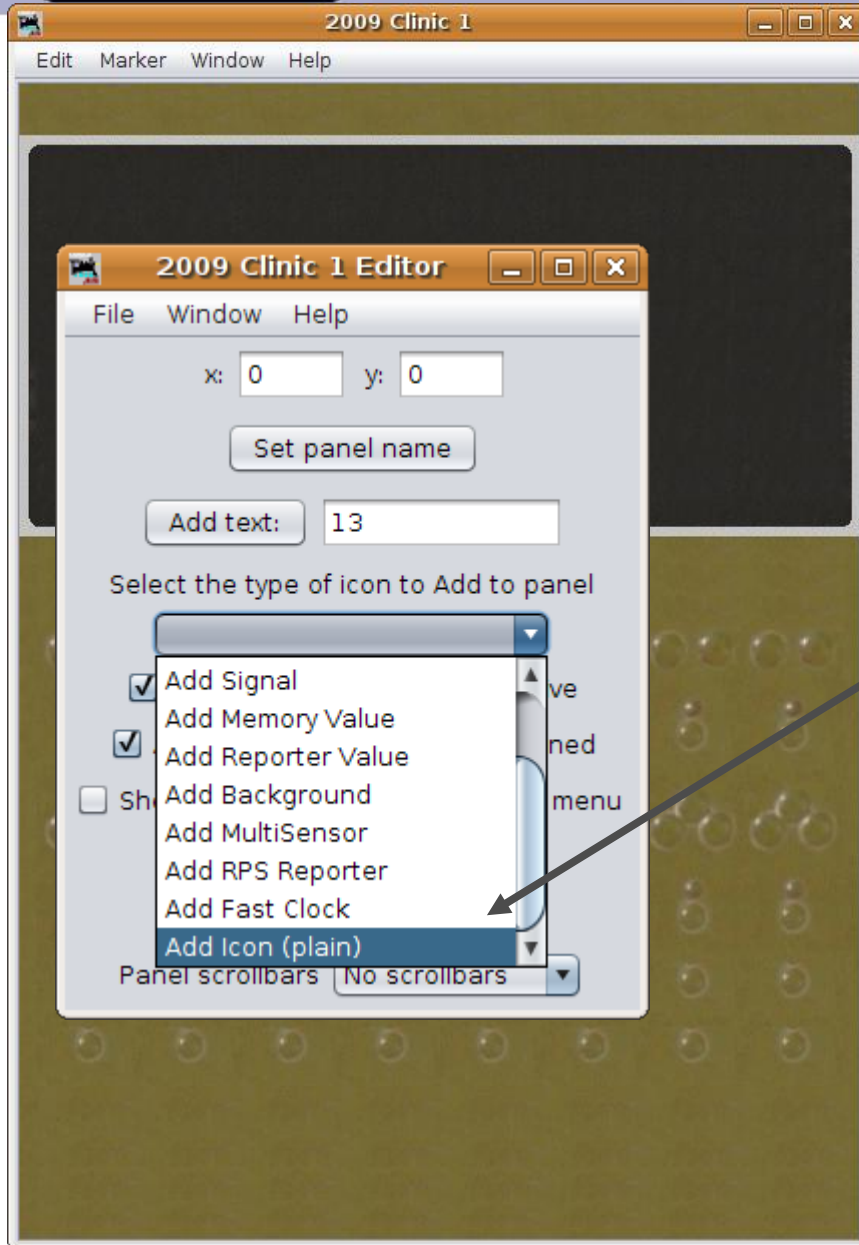 2009 Clinic 1
Edit Marker Window Help
2009 Clinic 1 Editor
File Window Help
x: 0 y: 0
Set panel name
Add text: 13
Select the type of icon to Add to panel
Add Signal
ve
Add Memory Value
Add Reporter Value
ned
Add Background
Sh menu
Add MultiSensor
Add RPS Reporter
Add Fast Clock
Add Icon (plain)
Panel scrollbars No scrollbars